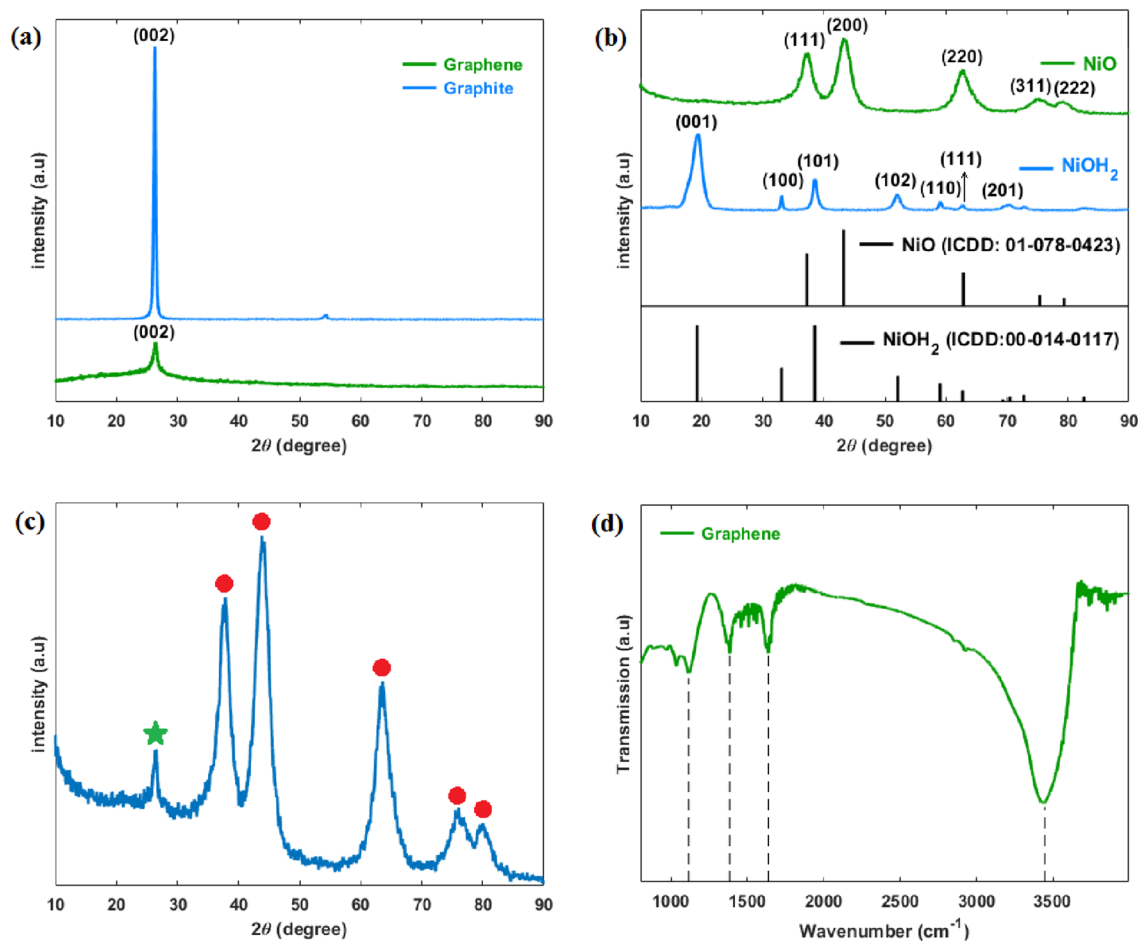 (a)
(002)
Graphene
Graphite
(002)
intensity (a.u)
10 20 30 40 50 60 70 80 90
2θ (degree)
(b)
(111)
(200)
(220)
(311)
(222)
NiO
(001)
(100)
(101)
(102)
(110)
(111)
(201)
NiOH2
NiO (ICDD: 01-078-0423)
NiOH2 (ICDD:00-014-0117)
intensity (a.u)
10 20 30 40 50 60 70 80 90
2θ (degree)
(c)
intensity (a.u)
10 20 30 40 50 60 70 80 90
2θ (degree)
(d)
Graphene
Transmission (a.u)
1000 1500 2000 2500 3000 3500
Wavenumber (cm-1)